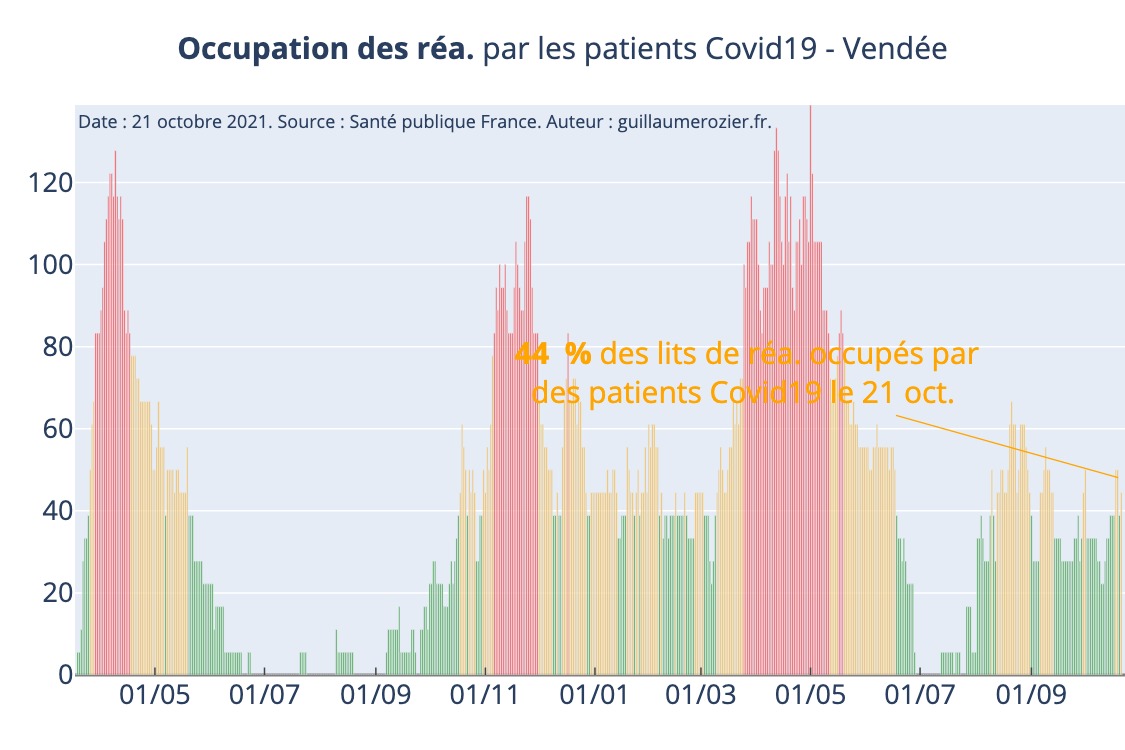 Occupation des réa. par les patients Covid19 - Vendée
Date : 21 octobre 2021. Source : Santé publique France. Auteur : guillaumerozier.fr.
120
100
80
60
40
20
0
44 % des lits de réa. occupés par
des patients Covid19 le 21 oct.
01/05 01/07 01/09 01/11 01/01 01/03 01/05 01/07 01/09